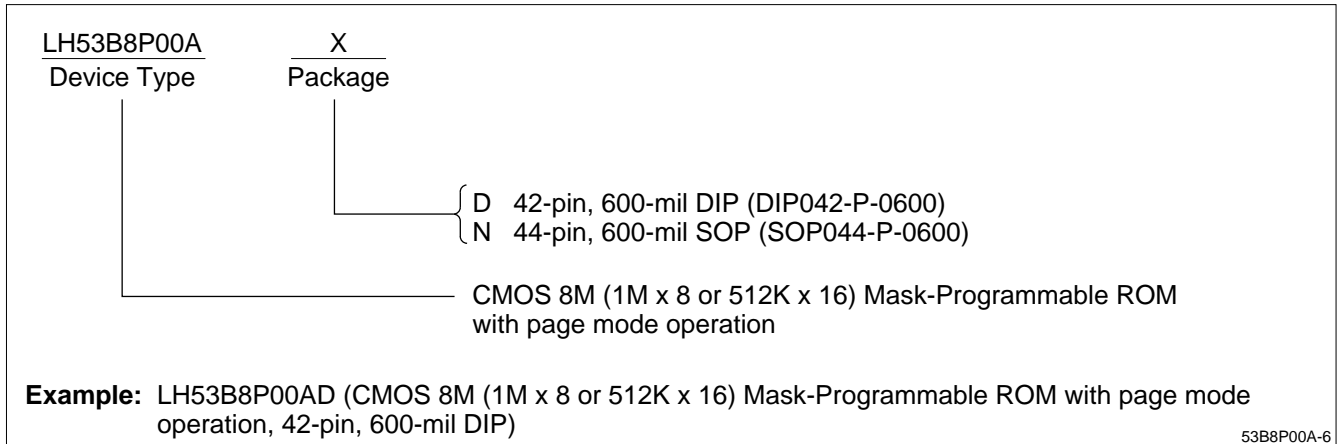 LH53B8P00A X
Device Type Package
D 42-pin, 600-mil DIP (DIP042-P-0600)
N 44-pin, 600-mil SOP (SOP044-P-0600)
CMOS 8M (1M x 8 or 512K x 16) Mask-Programmable ROM
with page mode operation
Example: LH53B8P00AD (CMOS 8M (1M x 8 or 512K x 16) Mask-Programmable ROM with page mode
operation, 42-pin, 600-mil DIP)
53B8P00A-6